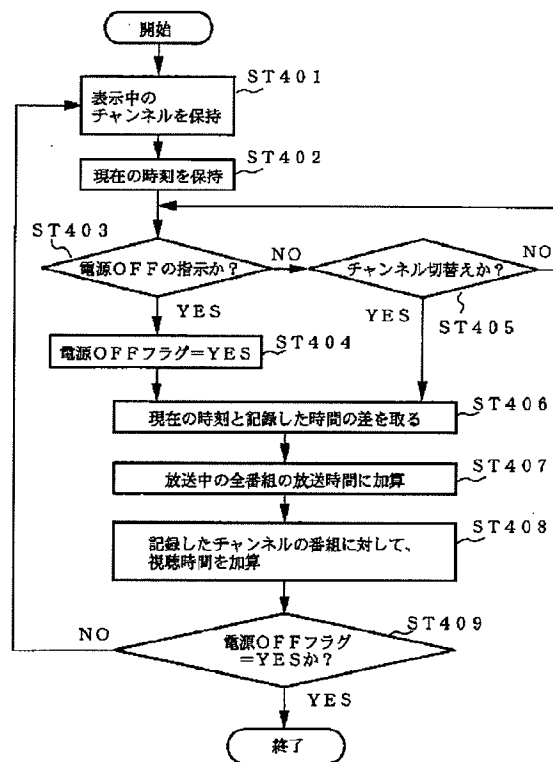 開始
ST401
表示中の
チャンネルを保持
ST402
現在の時刻を保持
ST403
電源OFFの指示か?
NO
チャンネル切替えか?
NO
YES
YES
ST405
ST404
電源OFFフラグ=YES
ST406
現在の時刻と記録した時間の差を取る
ST407
放送中の全番組の放送時間に加算
ST408
記録したチャンネルの番組に対して、
視聴時間を加算
ST409
NO
電源OFFフラグ
=YESか?
YES
終了